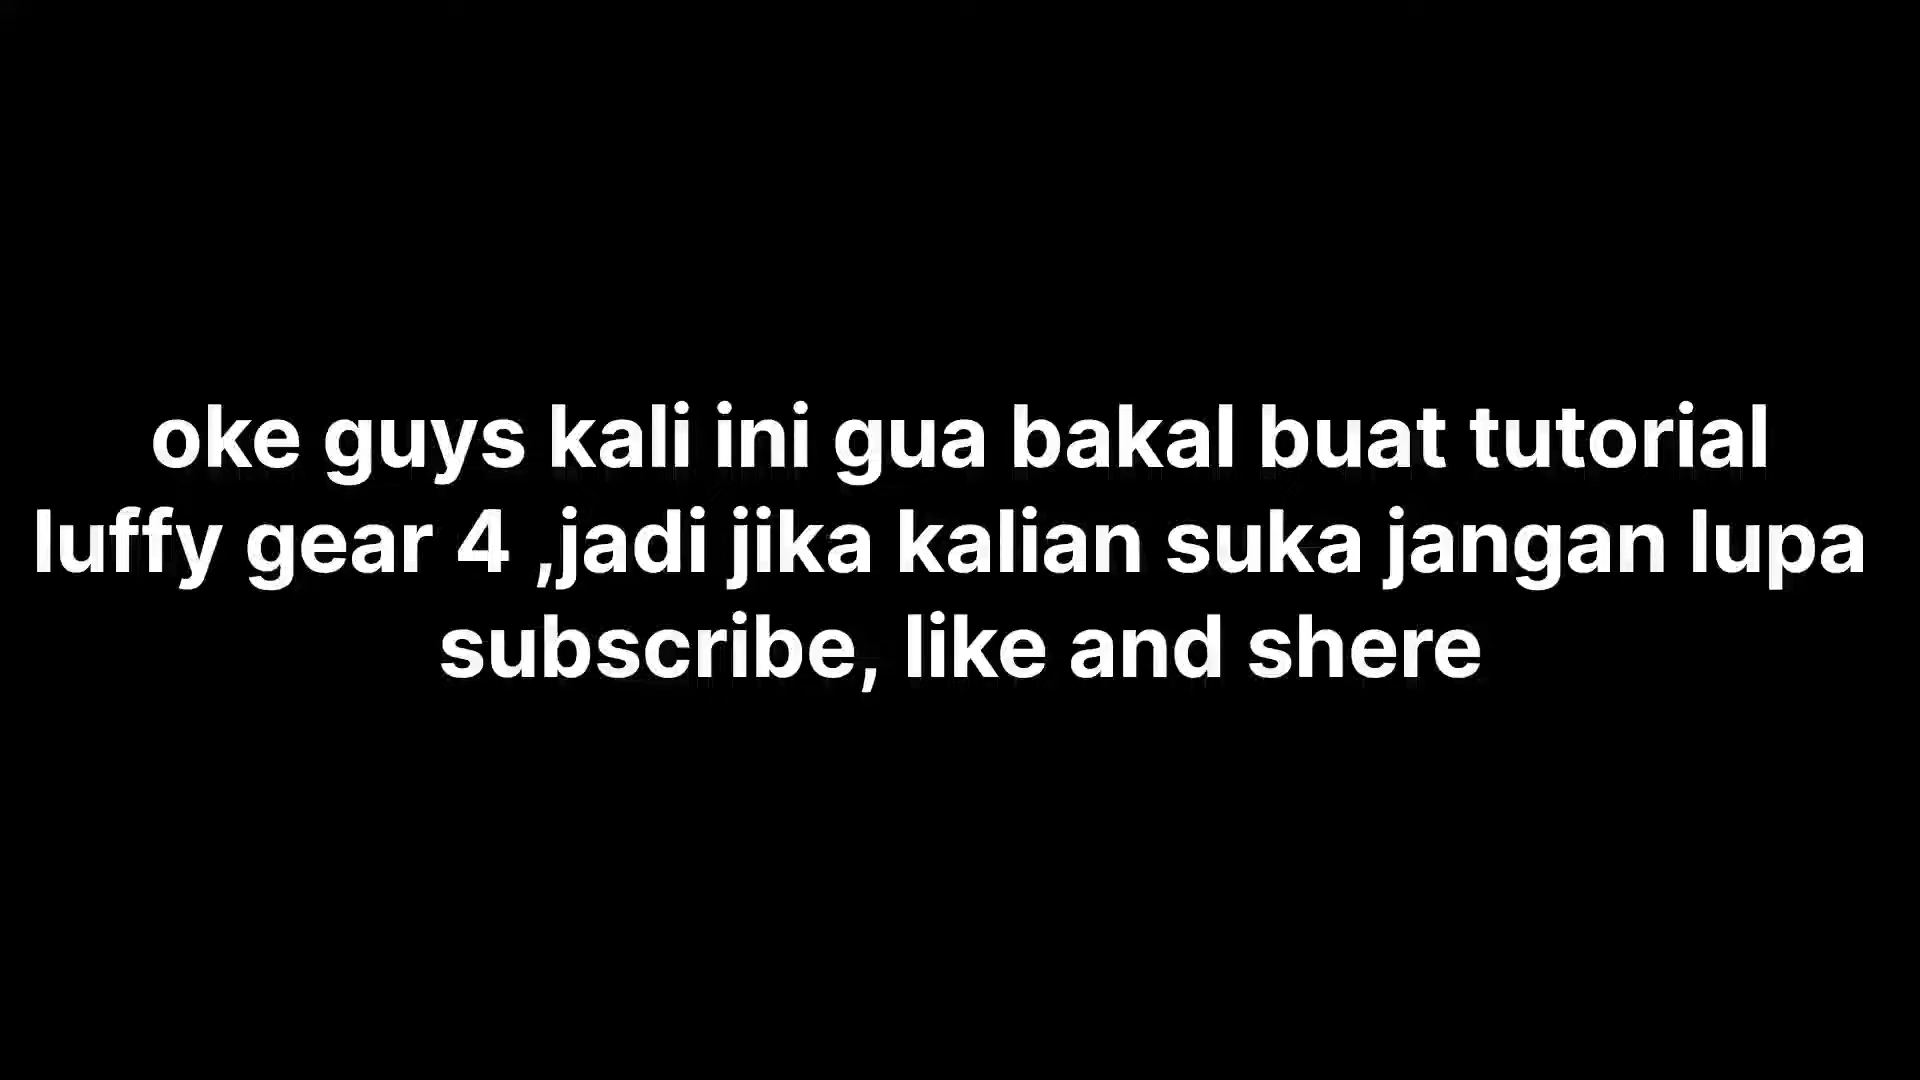 oke guys kali ini gua bakal buat tutorial
luffy gear 4 ,jadi jika kalian suka jangan lupa
subscribe, like and shere